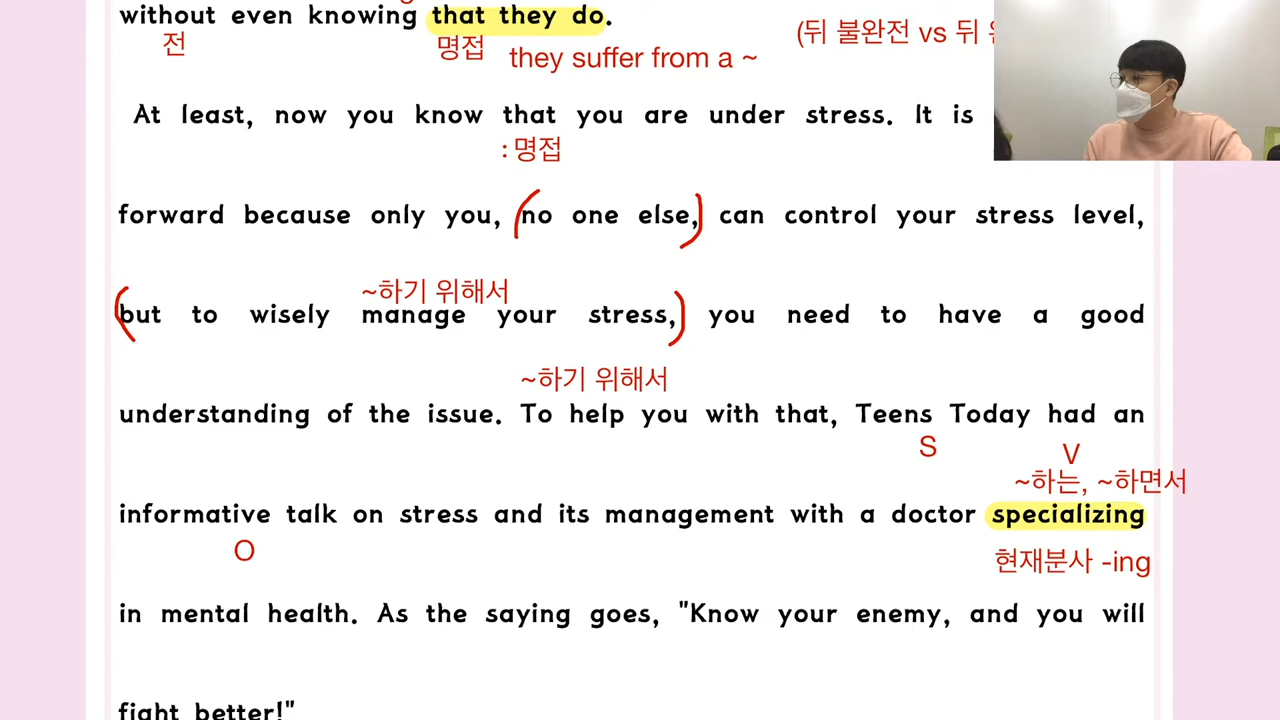 without even knowing that they do.
전
명접
they suffer from a ~
(뒤 불완전 vs 뒤
At least, now you know that you are under stress. It is
: 명접
forward because only you, (no one else,) can control your stress level,
~하기 위해서
(but to wisely manage your stress,) you need to have a good
~하기 위해서
understanding of the issue. To help you with that, Teens Today had an
S
V
~하는, ~하면서
informative talk on stress and its management with a doctor specializing
O
현재분사 -ing
in mental health. As the saying goes, "Know your enemy, and you will
fight better!"